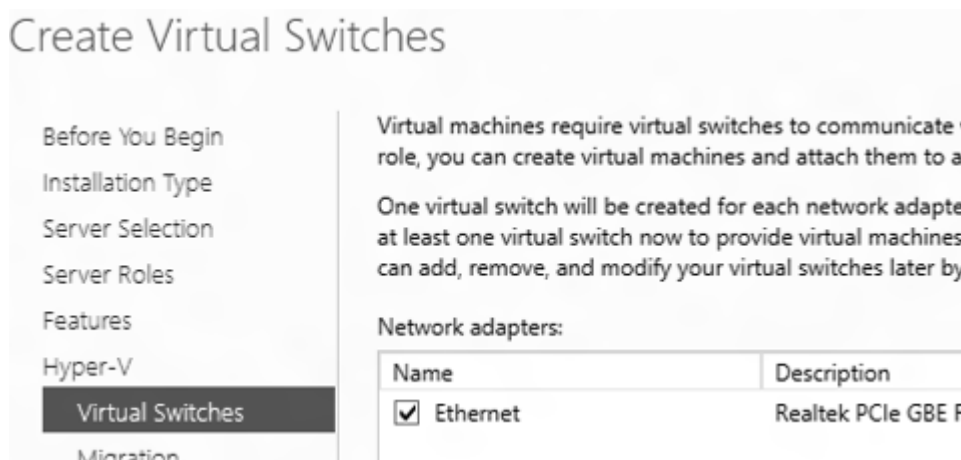 Create Virtual Switches
Before You Begin
Installation Type
Server Selection
Server Roles
Features
Hyper-V
Virtual Switches
Migration
Virtual machines require virtual switches to communicate
role, you can create virtual machines and attach them to a
One virtual switch will be created for each network adapte
at least one virtual switch now to provide virtual machines
can add, remove, and modify your virtual switches later by
Network adapters:
Name Description
Ethernet Realtek PCIe GBE F